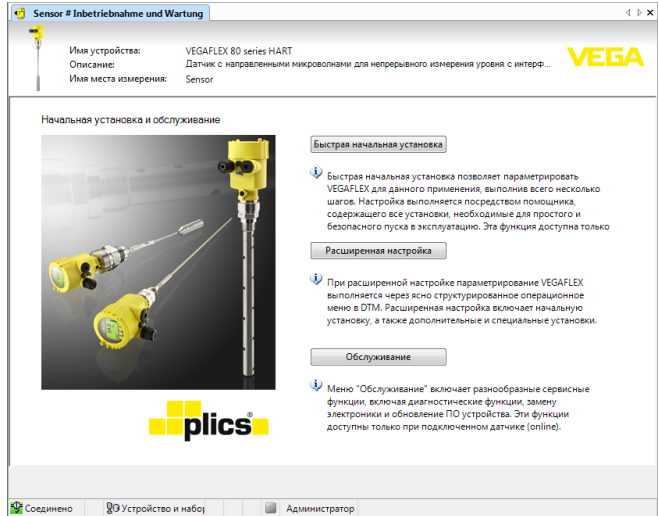 Sensor # Inbetriebnahme und Wartung
Имя устройства: VEGAFLEX 80 series HART
Описание: Датчик с направленными микроволнами для непрерывного измерения уровня с интерф...
Имя места измерения: Sensor
VEGA
Начальная установка и обслуживание
Быстрая начальная установка
Быстрая начальная установка позволяет параметрировать
VEGAFLEX для данного применения, выполнив всего несколько
шагов. Настройка выполняется посредством помощника,
содержащего все установки, необходимые для простого и
безопасного пуска в эксплуатацию. Эта функция доступна только
Расширенная настройка
При расширенной настройке параметрирование VEGAFLEX
выполняется через ясно структурированное операционное
меню в DTM. Расширенная настройка включает начальную
установку, а также дополнительные и специальные установки.
Обслуживание
Меню "Обслуживание" включает разнообразные сервисные
функции, включая диагностические функции, замену
электроники и обновление ПО устройства. Эти функции
доступны только при подключенном датчике (online).
plics®
Соединено
Устройство и набор
Администратор